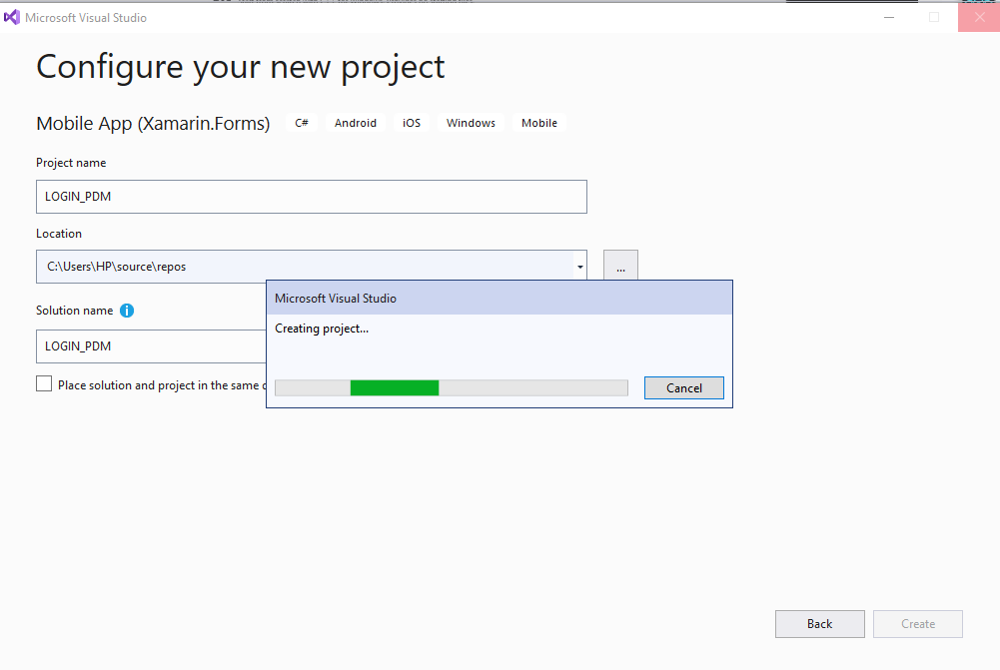 Microsoft Visual Studio
Configure your new project
Mobile App (Xamarin.Forms) C# Android iOS Windows Mobile
Project name
LOGIN_PDM
Location
C:\Users\HP\source\repos
...
Solution name
LOGIN_PDM
Place solution and project in the same
Microsoft Visual Studio
Creating project...
Cancel
Back
Create